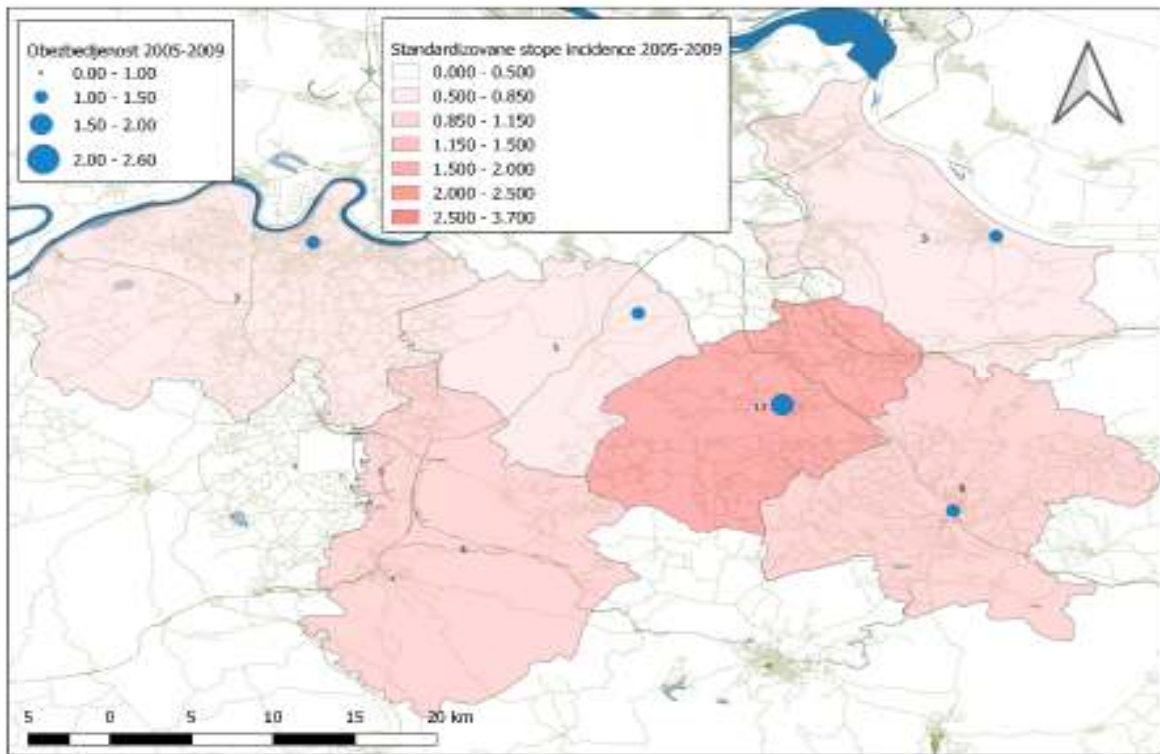 Obezbedjenost 2005-2009
0.00 - 1.00
1.00 - 1.50
1.50 - 2.00
2.00 - 2.60
Standardizovane stope incidence 2005-2009
0.000 - 0.500
0.500 - 0.850
0.850 - 1.150
1.150 - 1.500
1.500 - 2.000
2.000 - 2.500
2.500 - 3.700
5 0 5 10 15 20 km